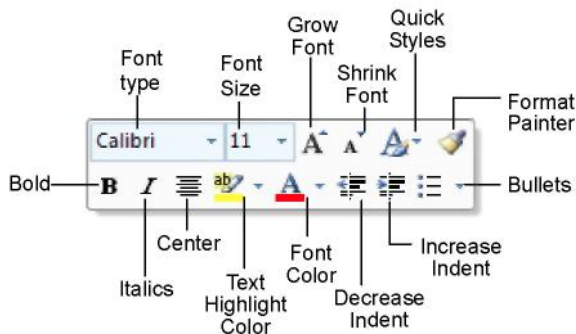 Font
type
Font
Size
Grow
Font
Shrink
Font
Quick
Styles
Format
Painter
Calibri
11
A
A
A
Bold
B
I
ab
A
Bullets
Center
Italics
Text
Highlight
Color
Font
Color
Decrease
Indent
Increase
Indent